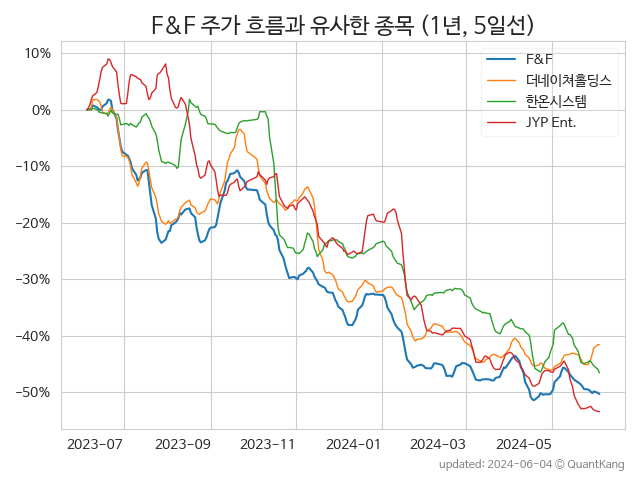 F&F 주가 흐름과 유사한 종목 (1년, 5일선)
F&F
더네이쳐홀딩스
한온시스템
JYP Ent.
10%
0%
−10%
−20%
−30%
−40%
−50%
2023-07
2023-09
2023-11
2024-01
2024-03
2024-05
updated: 2024-06-04 © QuantKang